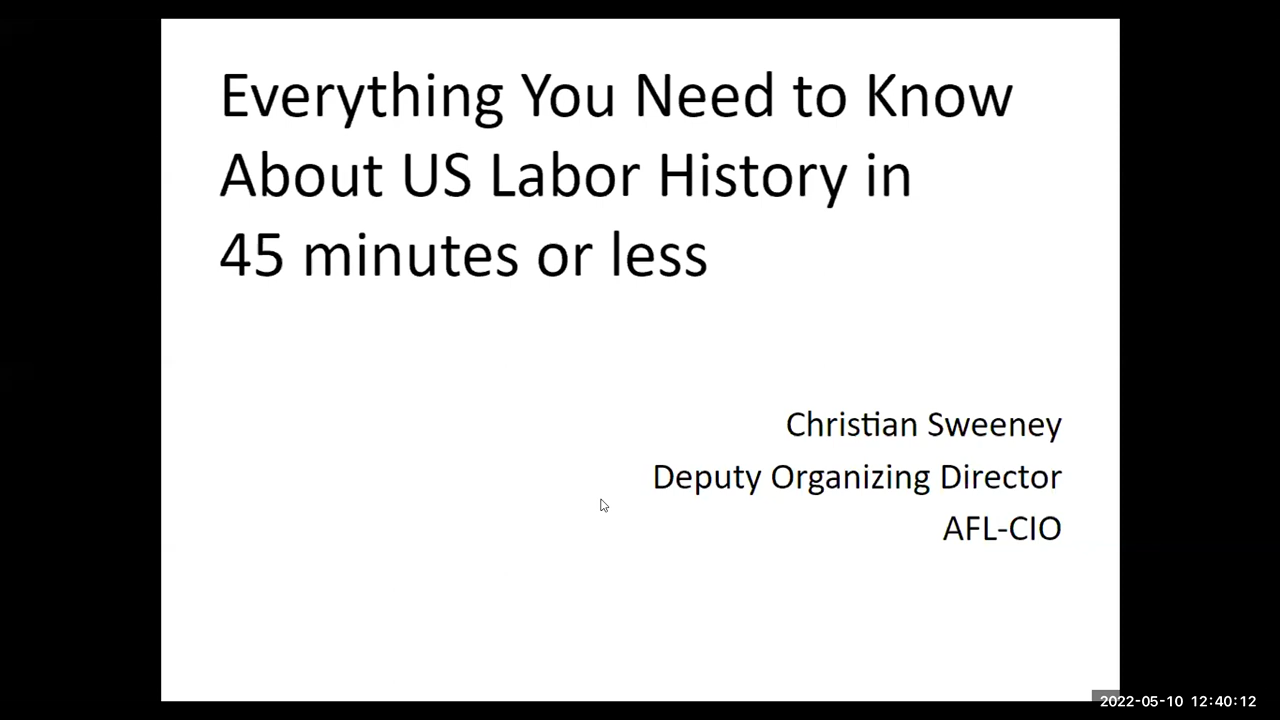 Everything You Need to Know
About US Labor History in
45 minutes or less
Christian Sweeney
Deputy Organizing Director
AFL-CIO
2022-05-10 12:40:12